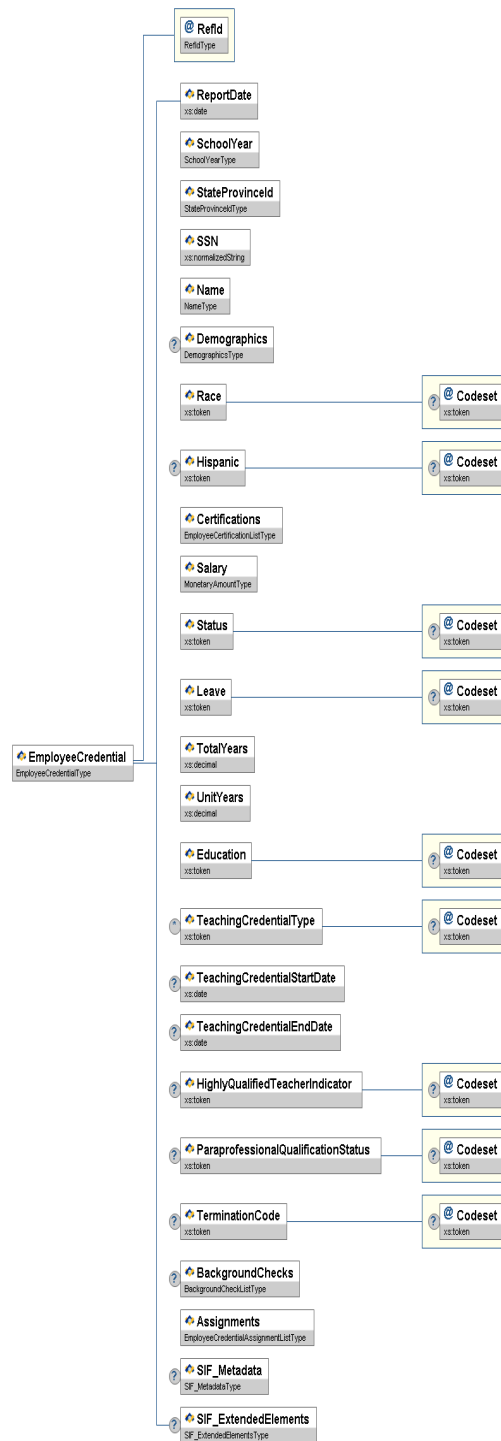 @ RefId
RefIdType
ReportDate
xs:date
SchoolYear
SchoolYearType
StateProvinceId
StateProvinceIdType
SSN
xs:normalizedString
Name
NameType
? Demographics
DemographicsType
Race ? @ Codeset
xs:token xs:token
? Hispanic ? @ Codeset
xs:token xs:token
Certifications
EmployeeCertificationListType
Salary
MonetaryAmountType
Status ? @ Codeset
xs:token xs:token
Leave ? @ Codeset
xs:token xs:token
EmployeeCredential TotalYears
EmployeeCredentialType xs:decimal
UnitYears
xs:decimal
Education ? @ Codeset
xs:token xs:token
* TeachingCredentialType ? @ Codeset
xs:token xs:token
? TeachingCredentialStartDate
xs:date
? TeachingCredentialEndDate
xs:date
? HighlyQualifiedTeacherIndicator ? @ Codeset
xs:token xs:token
? ParaprofessionalQualificationStatus ? @ Codeset
xs:token xs:token
? TerminationCode ? @ Codeset
xs:token xs:token
? BackgroundChecks
BackgroundCheckListType
Assignments
EmployeeCredentialAssignmentListType
? SIF_Metadata
SIF_MetadataType
? SIF_ExtendedElements
SIF_ExtendedElementsType